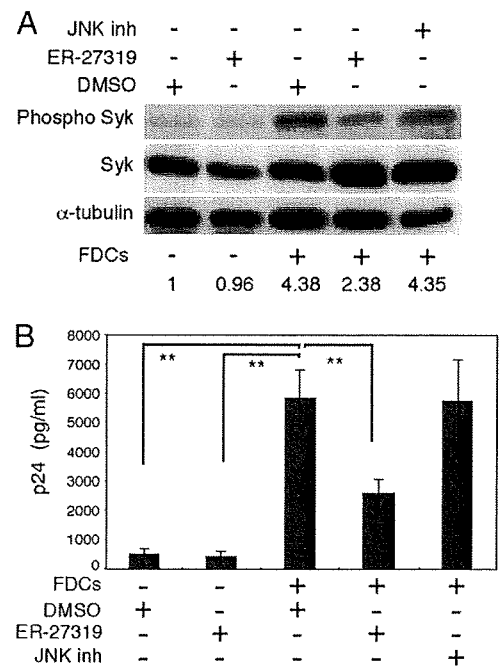 A
JNK inh - - - - +
ER-27319 - + - + -
DMSO + - + - -
Phospho Syk
Syk
α-tubulin
FDCs - - + + +
1 0.96 4.38 2.38 4.35
B
8000
7000
6000
5000
4000
3000
2000
1000
0
p24 (pg/ml)
** ** **
FDCs - - + + +
DMSO + - + - -
ER-27319 - + - + -
JNK inh - - - - +